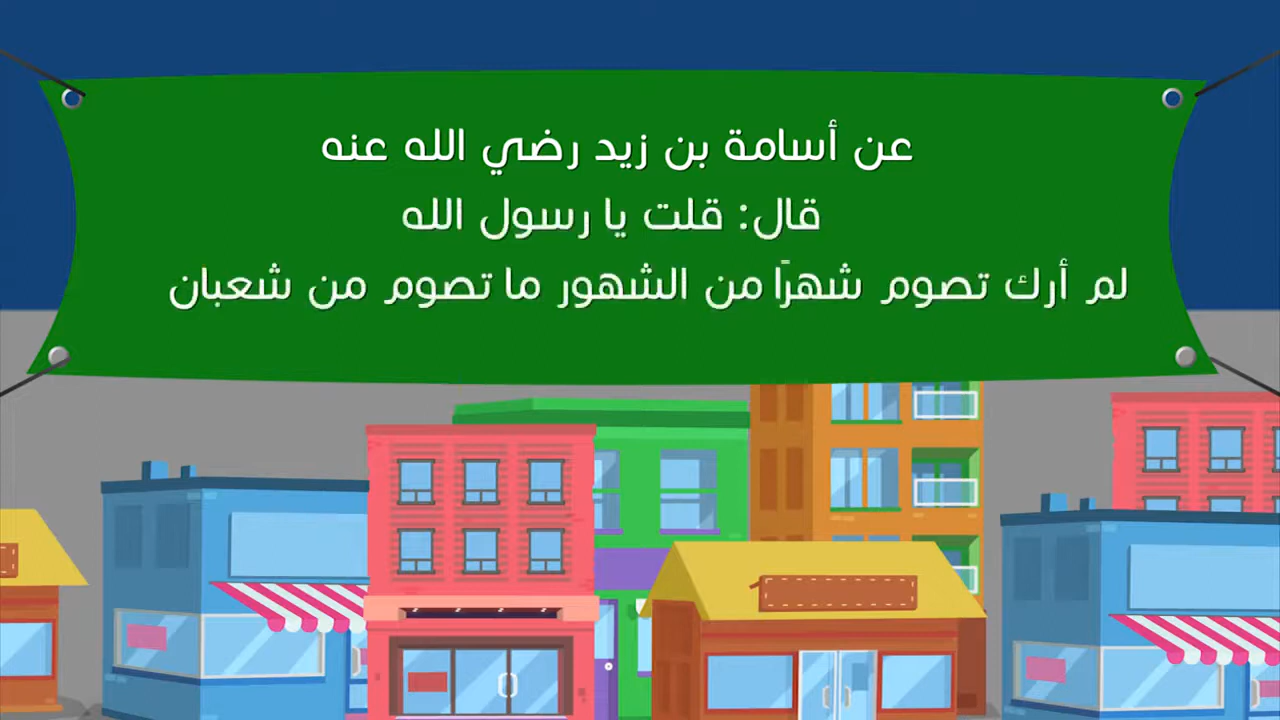 عن أسامة بن زيد رضي الله عنه
قال: قلت يا رسول الله
لم أرك تصوم شهرًا من الشهور ما تصوم من شعبان